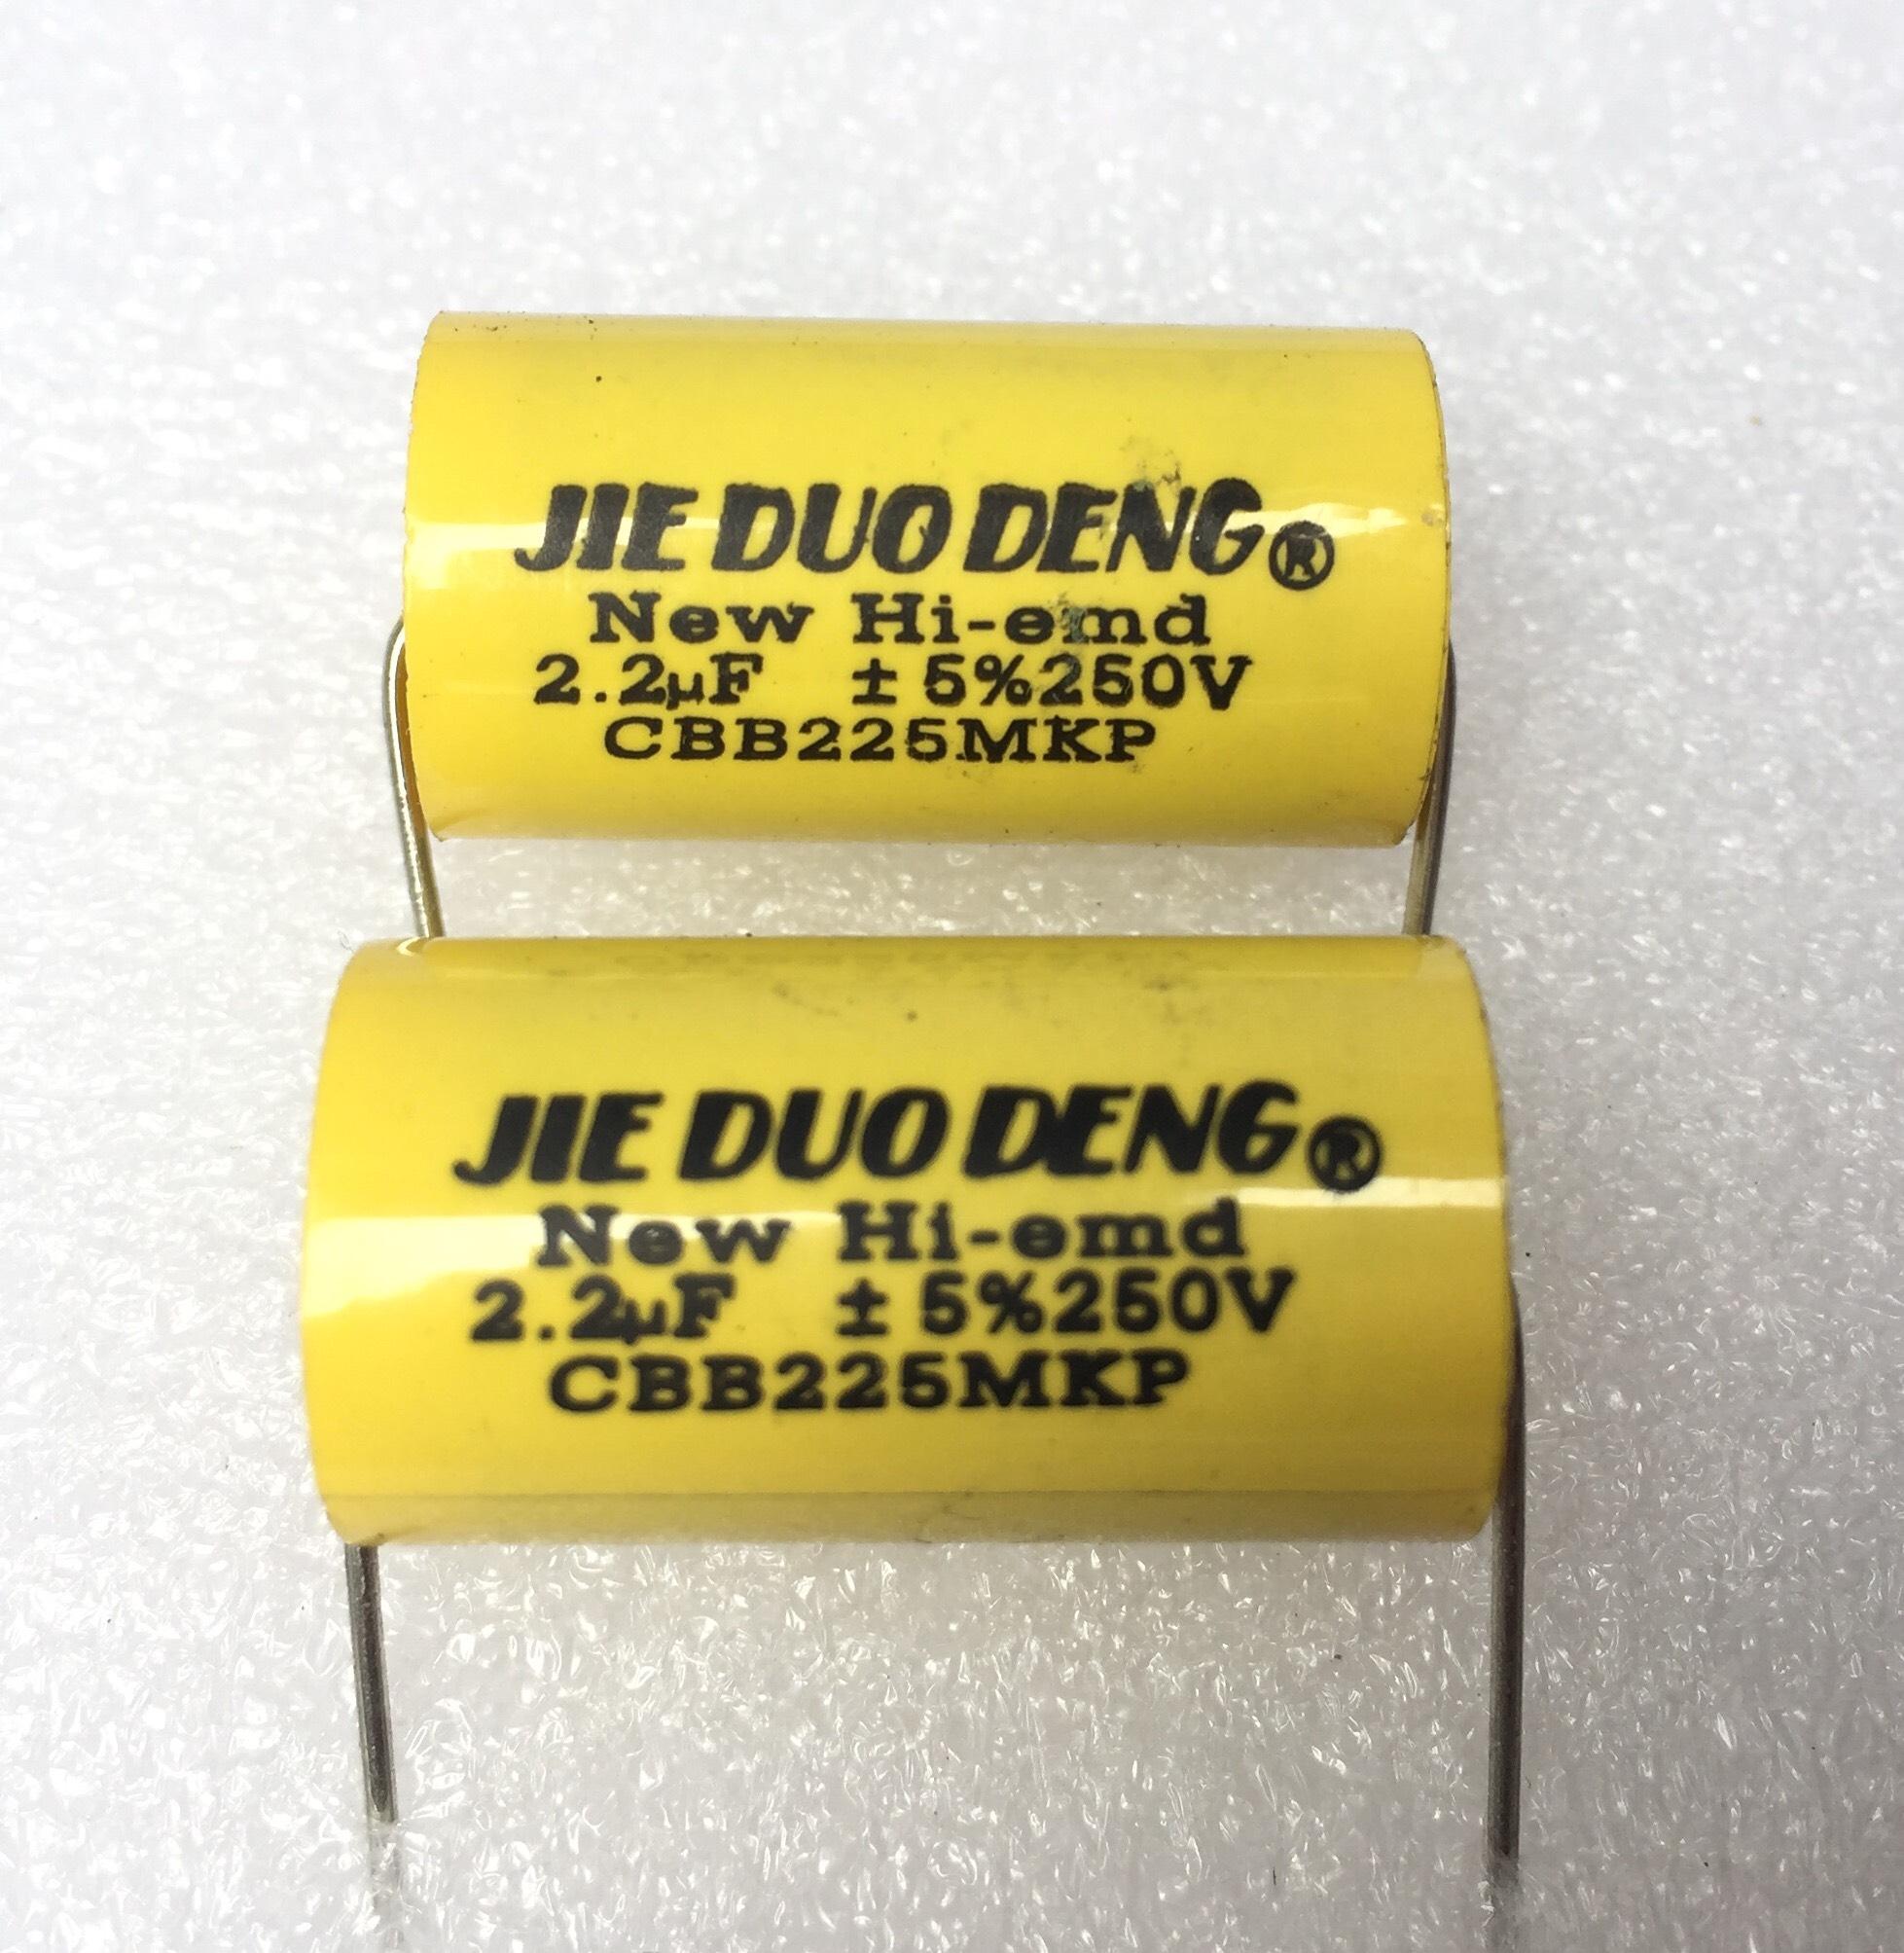 JIE DUO DENG®
New Hi-emd
2.2µF ±5%250V
CBB225MKP
JIE DUO DENG®
New Hi-emd
2.2µF ±5%250V
CBB225MKP